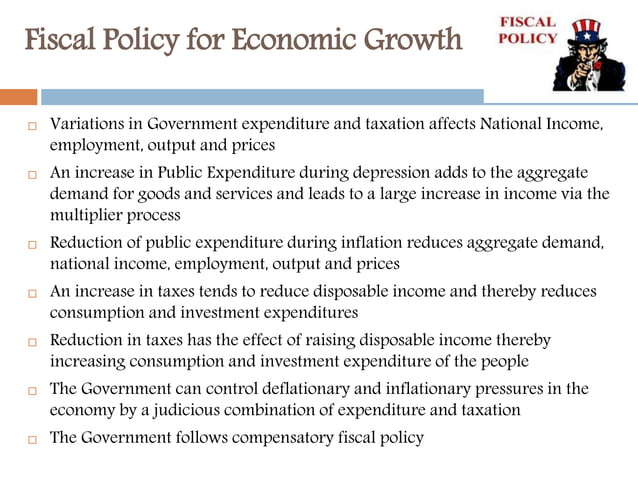 Fiscal Policy for Economic Growth
FISCAL
POLICY
Variations in Government expenditure and taxation affects National Income,
employment, output and prices
An increase in Public Expenditure during depression adds to the aggregate
demand for goods and services and leads to a large increase in income via the
multiplier process
Reduction of public expenditure during inflation reduces aggregate demand,
national income, employment, output and prices
An increase in taxes tends to reduce disposable income and thereby reduces
consumption and investment expenditures
Reduction in taxes has the effect of raising disposable income thereby
increasing consumption and investment expenditure of the people
The Government can control deflationary and inflationary pressures in the
economy by a judicious combination of expenditure and taxation
The Government follows compensatory fiscal policy